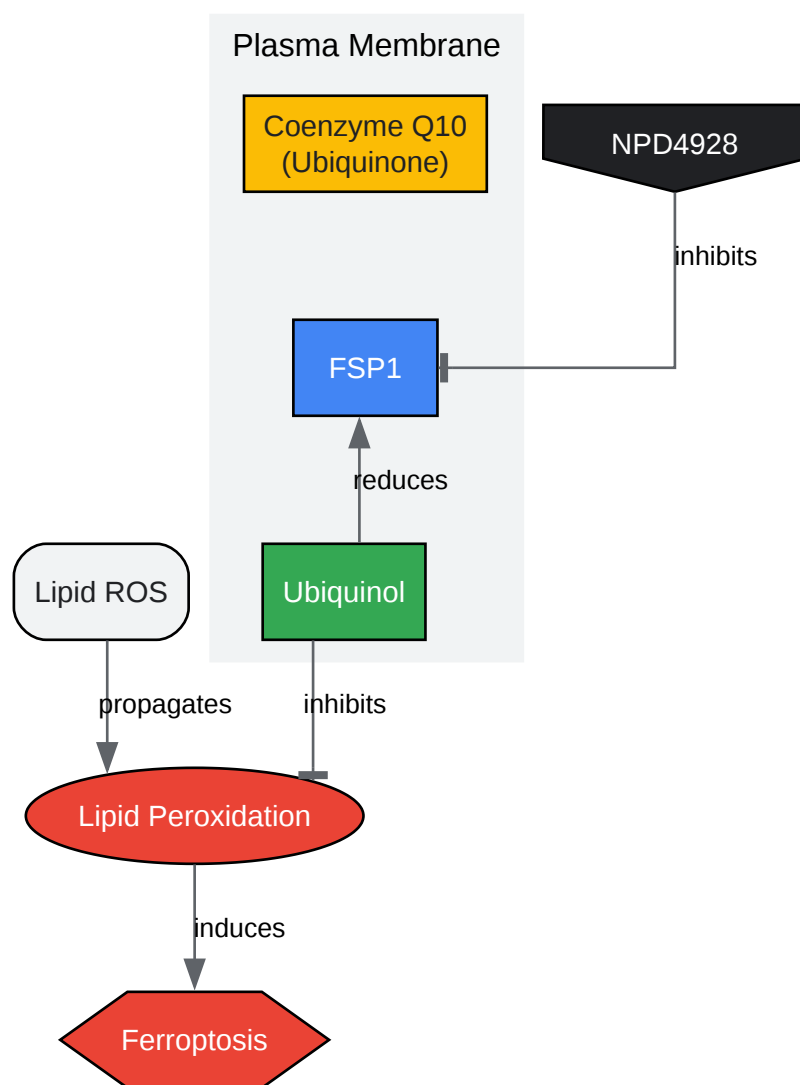 Plasma Membrane
Coenzyme Q10
(Ubiquinone)
NPD4928
inhibits
FSP1
reduces
Lipid ROS
Ubiquinol
propagates
inhibits
Lipid Peroxidation
induces
Ferroptosis